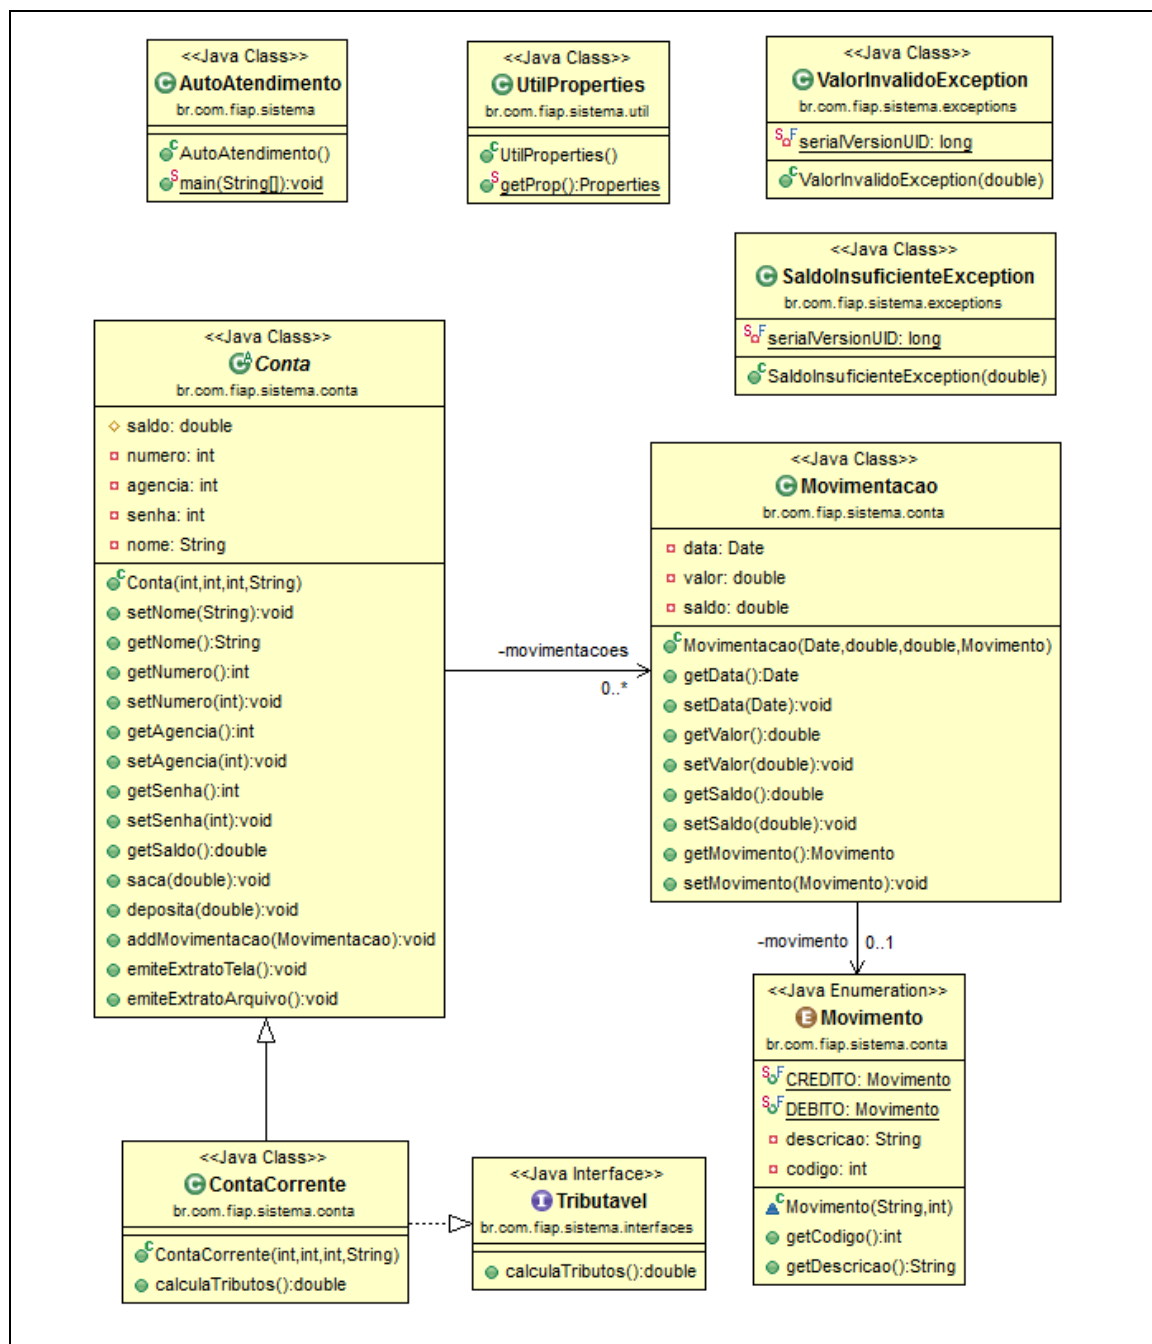 <<Java Class>>
AutoAtendimento
br.com.fiap.sistema
AutoAtendimento()
main(String[]):void
<<Java Class>>
UtilProperties
br.com.fiap.sistema.util
UtilProperties()
getProp():Properties
<<Java Class>>
ValorInvalidoException
br.com.fiap.sistema.exceptions
serialVersionUID: long
ValorInvalidoException(double)
<<Java Class>>
SaldoInsuficienteException
br.com.fiap.sistema.exceptions
serialVersionUID: long
SaldoInsuficienteException(double)
<<Java Class>>
Conta
br.com.fiap.sistema.conta
saldo: double
numero: int
agencia: int
senha: int
nome: String
Conta(int,int,int,String)
setNome(String):void
getNome():String
getNumero():int
setNumero(int):void
getAgencia():int
setAgencia(int):void
getSenha():int
setSenha(int):void
getSaldo():double
saca(double):void
deposita(double):void
addMovimentacao(Movimentacao):void
emiteExtratoTela():void
emiteExtratoArquivo():void
-movimentacoes
0..*
<<Java Class>>
Movimentacao
br.com.fiap.sistema.conta
data: Date
valor: double
saldo: double
Movimentacao(Date,double,double,Movimento)
getData():Date
setData(Date):void
getValor():double
setValor(double):void
getSaldo():double
setSaldo(double):void
getMovimento():Movimento
setMovimento(Movimento):void
-movimento 0..1
<<Java Enumeration>>
Movimento
br.com.fiap.sistema.conta
CREDITO: Movimento
DEBITO: Movimento
descricao: String
codigo: int
Movimento(String,int)
getCodigo():int
getDescricao():String
<<Java Class>>
ContaCorrente
br.com.fiap.sistema.conta
ContaCorrente(int,int,int,String)
calculaTributos():double
<<Java Interface>>
Tributavel
br.com.fiap.sistema.interfaces
calculaTributos():double